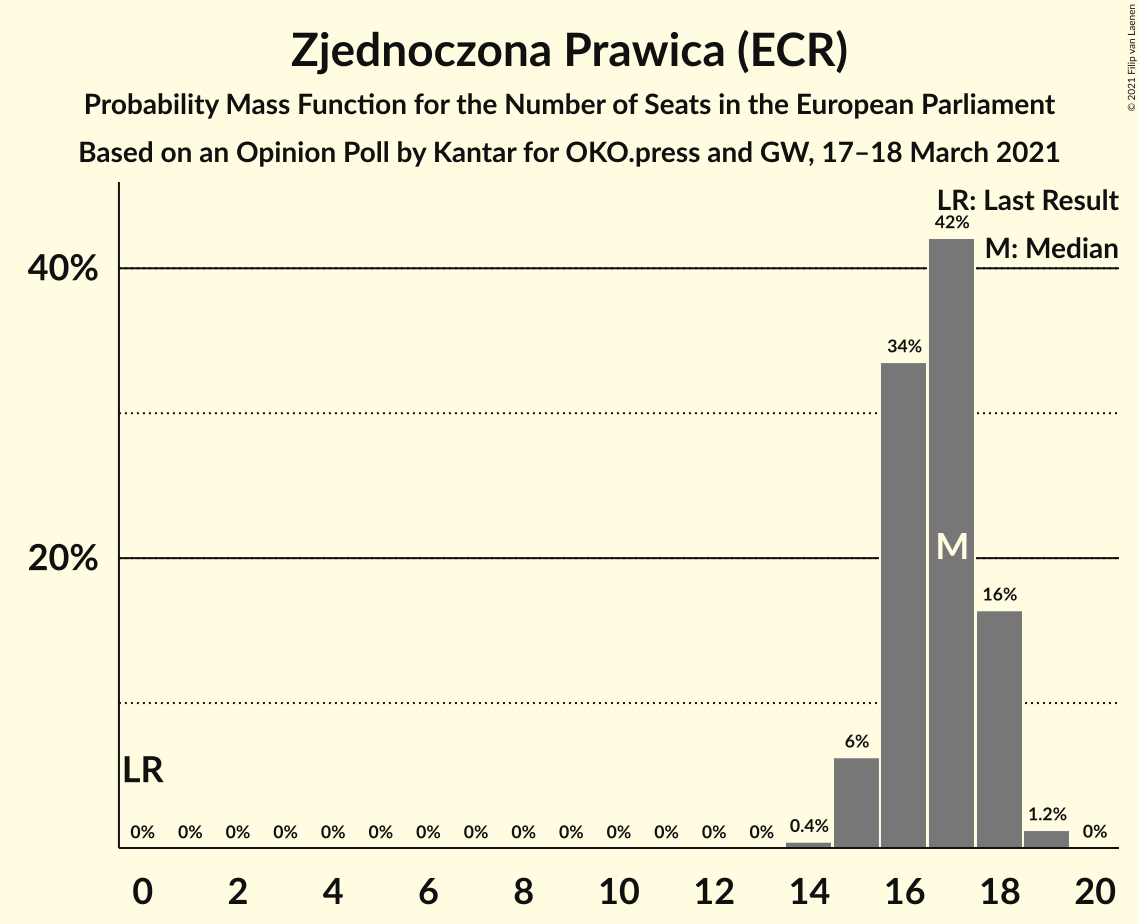 Zjednoczona Prawica (ECR)
Probability Mass Function for the Number of Seats in the European Parliament
Based on an Opinion Poll by Kantar for OKO.press and GW, 17–18 March 2021
© 2021 Filip van Laenen
LR: Last Result
M: Median
42%
40%
34%
20%
M
16%
6%
LR
0% 0% 0% 0% 0% 0% 0% 0% 0% 0% 0% 0% 0% 0% 0.4% 1.2% 0%
0 2 4 6 8 10 12 14 16 18 20